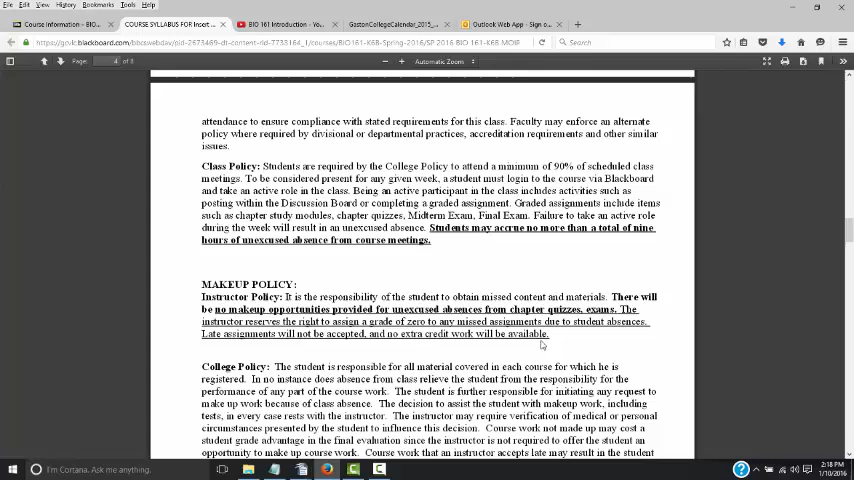 File Edit View History Bookmarks Tools Help
Course Information – BIO... COURSE SYLLABUS FOR Insert ... BIO 161 Introduction - You... GastonCollegeCalendar_2015_... Outlook Web App - Sign o...
https://gcvlc.blackboard.com/bbcswebdav/pid-2673469-dt-content-rid-7733164_1/courses/BIO161-K6B-Spring-2016/SP 2016 BIO161-K6B MOIP Search
Page: 4 of 8 Automatic Zoom
attendance to ensure compliance with stated requirements for this class. Faculty may enforce an alternate
policy where required by divisional or departmental practices, accreditation requirements and other similar
issues.
Class Policy: Students are required by the College Policy to attend a minimum of 90% of scheduled class
meetings. To be considered present for any given week, a student must login to the course via Blackboard
and take an active role in the class. Being an active participant in the class includes activities such as
posting within the Discussion Board or completing a graded assignment. Graded assignments include items
such as chapter study modules, chapter quizzes, Midterm Exam, Final Exam. Failure to take an active role
during the week will result in an unexcused absence. Students may accrue no more than a total of nine
hours of unexcused absence from course meetings.
MAKEUP POLICY:
Instructor Policy: It is the responsibility of the student to obtain missed content and materials. There will
be no makeup opportunities provided for unexcused absences from chapter quizzes, exams. The
instructor reserves the right to assign a grade of zero to any missed assignments due to student absences.
Late assignments will not be accepted, and no extra credit work will be available.
College Policy: The student is responsible for all material covered in each course for which he is
registered. In no instance does absence from class relieve the student from the responsibility for the
performance of any part of the course work. The student is further responsible for initiating any request to
make up work because of class absence. The decision to assist the student with makeup work, including
tests, in every case rests with the instructor. The instructor may require verification of medical or personal
circumstances presented by the student to influence this decision. Course work not made up may cost a
student grade advantage in the final evaluation since the instructor is not required to offer the student an
opportunity to make up course work. Course work that an instructor accepts late may result in the student
I'm Cortana. Ask me anything.
2:18 PM
1/10/2016